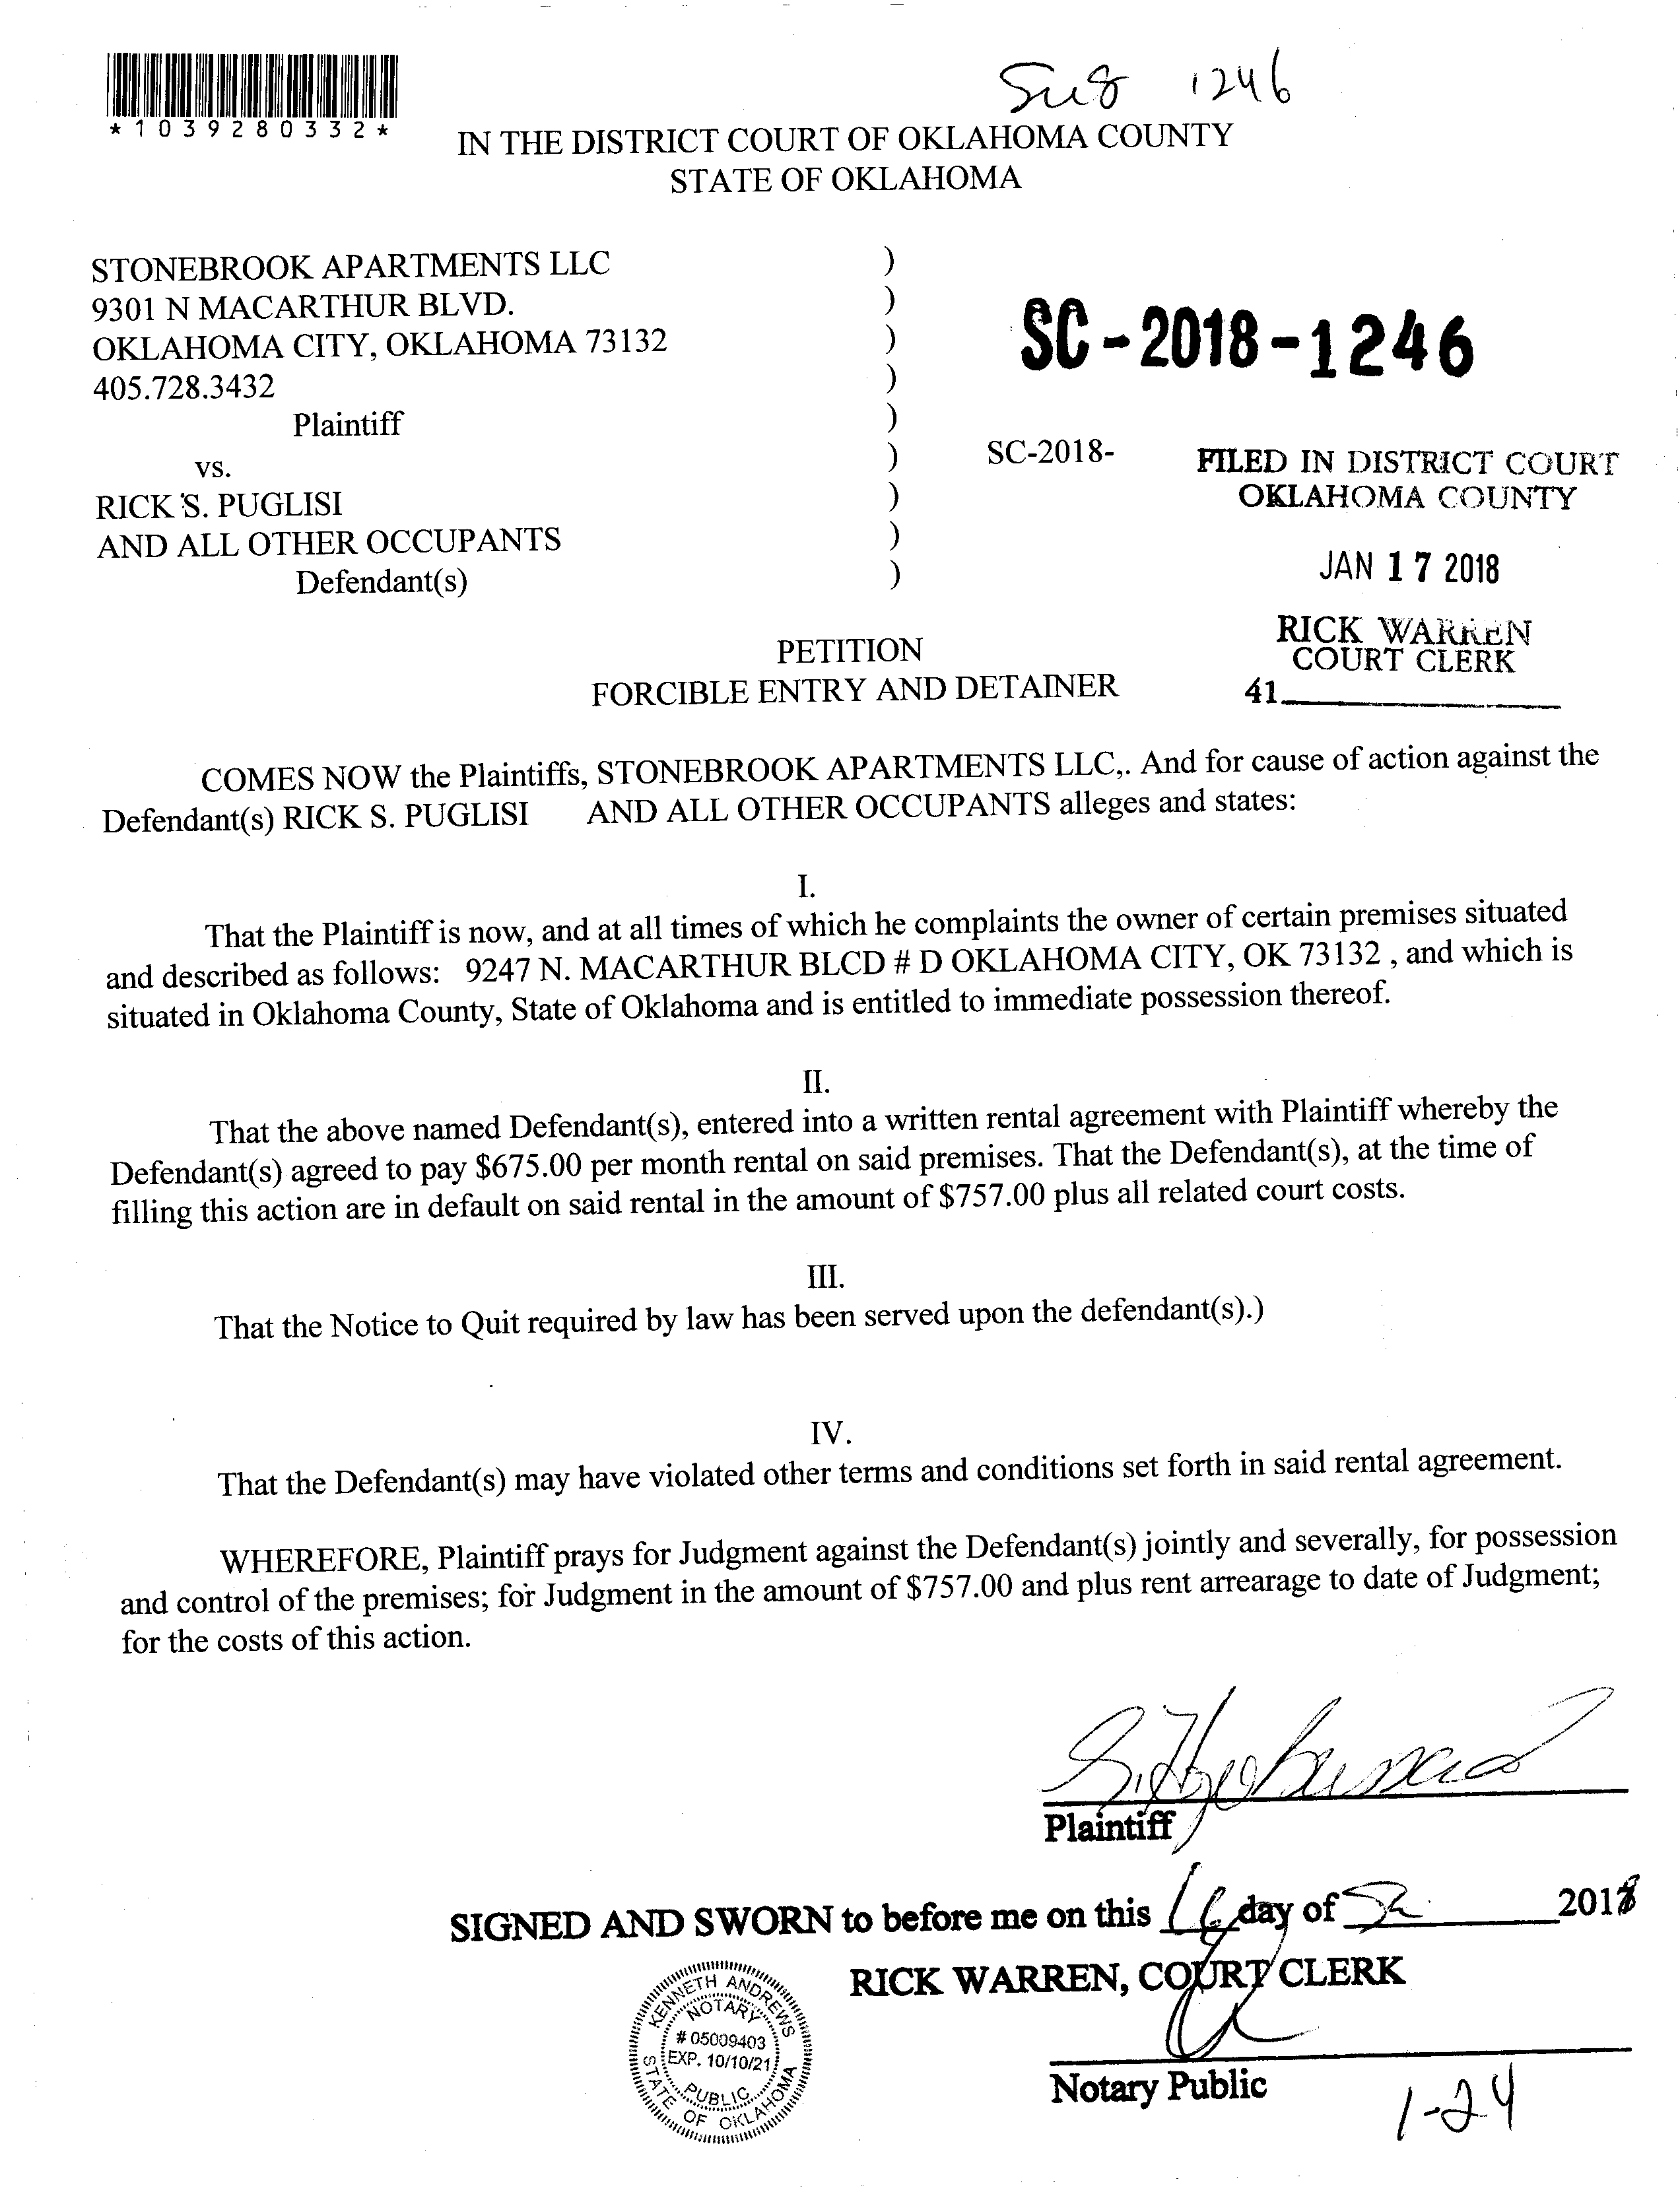 *1039280332*
1246
IN THE DISTRICT COURT OF OKLAHOMA COUNTY
STATE OF OKLAHOMA
STONEBROOK APARTMENTS LLC )
9301 N MACARTHUR BLVD. )
OKLAHOMA CITY, OKLAHOMA 73132 )
405.728.3432 )
Plaintiff )
SC-2018-1246
vs. ) SC-2018-
RICK S. PUGLISI )
AND ALL OTHER OCCUPANTS )
Defendant(s) )
FILED IN DISTRICT COURT
OKLAHOMA COUNTY
JAN 17 2018
RICK WARREN
COURT CLERK
41
PETITION
FORCIBLE ENTRY AND DETAINER
COMES NOW the Plaintiffs, STONEBROOK APARTMENTS LLC,. And for cause of action against the
Defendant(s) RICK S. PUGLISI AND ALL OTHER OCCUPANTS alleges and states:
I.
That the Plaintiff is now, and at all times of which he complaints the owner of certain premises situated
and described as follows: 9247 N. MACARTHUR BLCD # D OKLAHOMA CITY, OK 73132 , and which is
situated in Oklahoma County, State of Oklahoma and is entitled to immediate possession thereof.
II.
That the above named Defendant(s), entered into a written rental agreement with Plaintiff whereby the
Defendant(s) agreed to pay $675.00 per month rental on said premises. That the Defendant(s), at the time of
filling this action are in default on said rental in the amount of $757.00 plus all related court costs.
III.
That the Notice to Quit required by law has been served upon the defendant(s).)
IV.
That the Defendant(s) may have violated other terms and conditions set forth in said rental agreement.
WHEREFORE, Plaintiff prays for Judgment against the Defendant(s) jointly and severally, for possession
and control of the premises; for Judgment in the amount of $757.00 and plus rent arrearage to date of Judgment;
for the costs of this action.
Plaintiff
SIGNED AND SWORN to before me on this 16 day of 2018
RICK WARREN, COURT CLERK
KENNETH ANDREWS
NOTARY
# 05009403
EXP. 10/10/21
PUBLIC
STATE OF OKLAHOMA
Notary Public
1-24